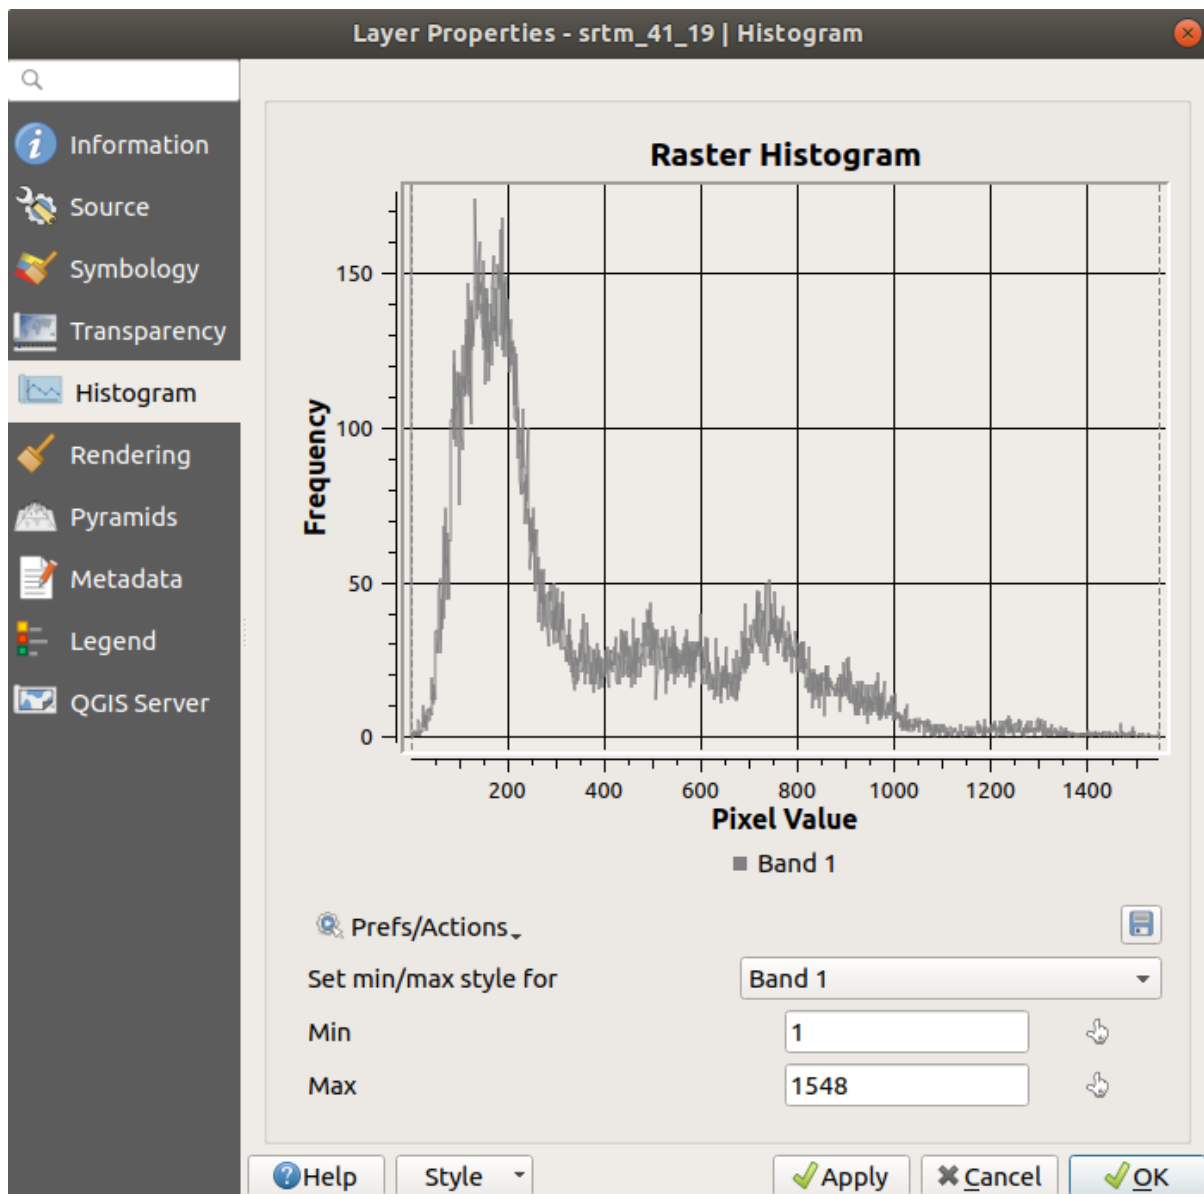 Layer Properties - srtm_41_19 | Histogram
Information
Source
Symbology
Transparency
Histogram
Rendering
Pyramids
Metadata
Legend
QGIS Server
Raster Histogram
Frequency
150
100
50
0
200 400 600 800 1000 1200 1400
Pixel Value
Band 1
Prefs/Actions
Set min/max style for Band 1
Min 1
Max 1548
Help Style Apply Cancel OK